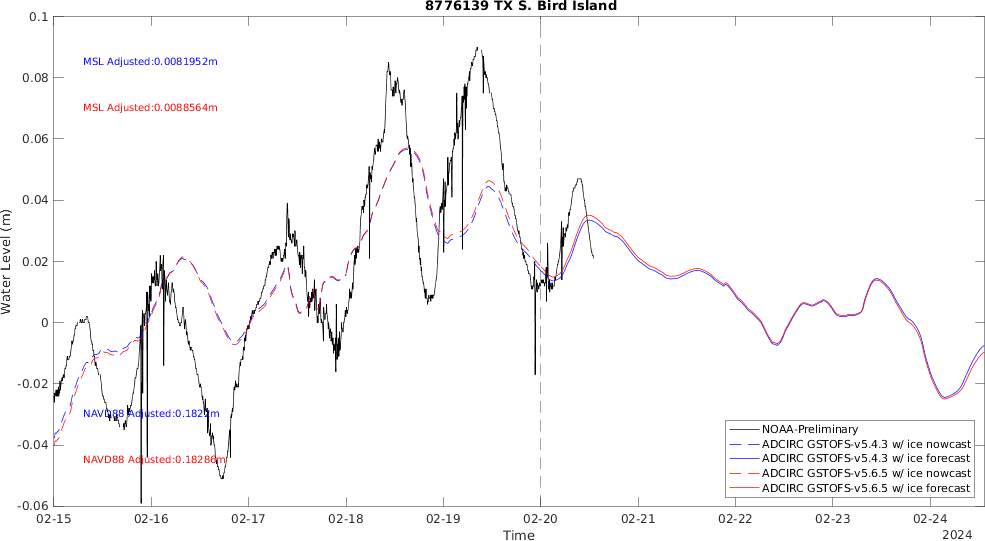 8776139 TX S. Bird Island
0.1
0.08
0.06
0.04
0.02
0
-0.02
-0.04
-0.06
Water Level (m)
MSL Adjusted:0.0081952m
MSL Adjusted:0.0088564m
NAVD88 Adjusted:0.1822m
NAVD88 Adjusted:0.18286m
NOAA-Preliminary
ADCIRC GSTOFS-v5.4.3 w/ ice nowcast
ADCIRC GSTOFS-v5.4.3 w/ ice forecast
ADCIRC GSTOFS-v5.6.5 w/ ice nowcast
ADCIRC GSTOFS-v5.6.5 w/ ice forecast
02-15 02-16 02-17 02-18 02-19 02-20 02-21 02-22 02-23 02-24
Time
2024